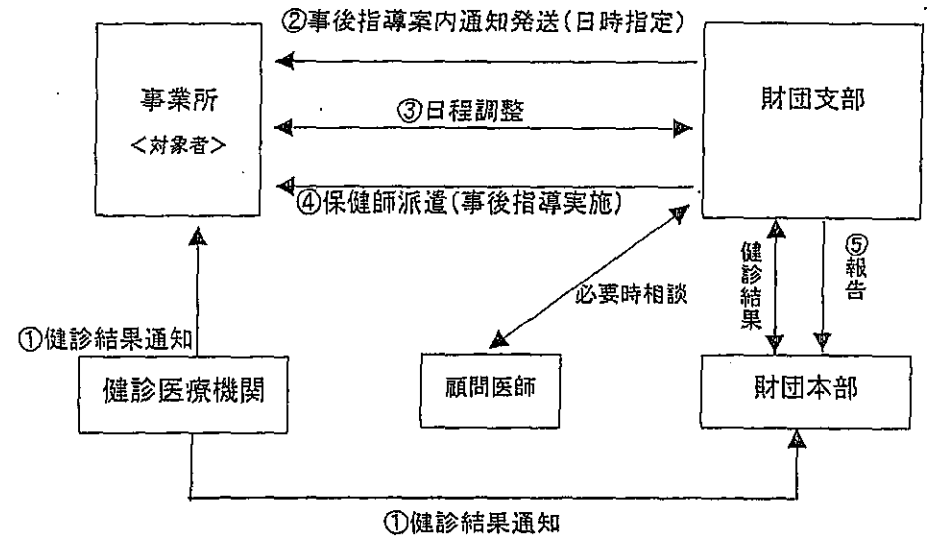 ②事後指導案内通知発送(日時指定)
事業所
<対象者>
財団支部
③日程調整
④保健師派遣(事後指導実施)
健診結果
⑤報告
必要時相談
①健診結果通知
健診医療機関
顧問医師
財団本部
①健診結果通知